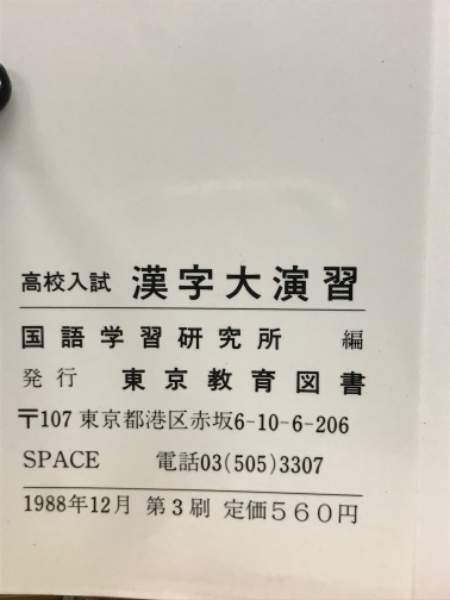 高校入試 漢字大演習
国語学習研究所 編
発行 東京教育図書
〒107 東京都港区赤坂6-10-6-206
SPACE 電話03(505)3307
1988年12月 第3刷 定価560円